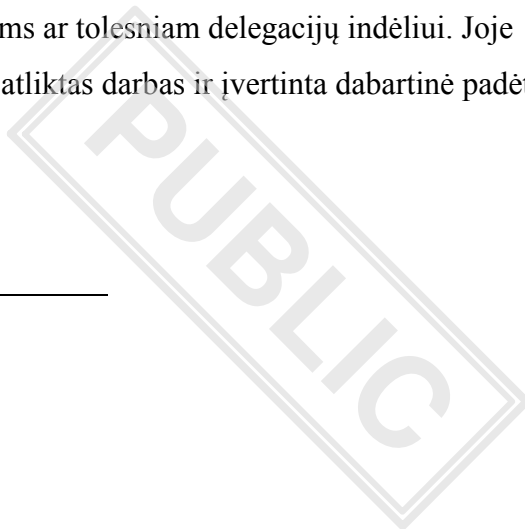 ms ar tolesniam delegacijų indėliui. Joje
atliktas darbas ir įvertinta dabartinė padėt
PUBLIC